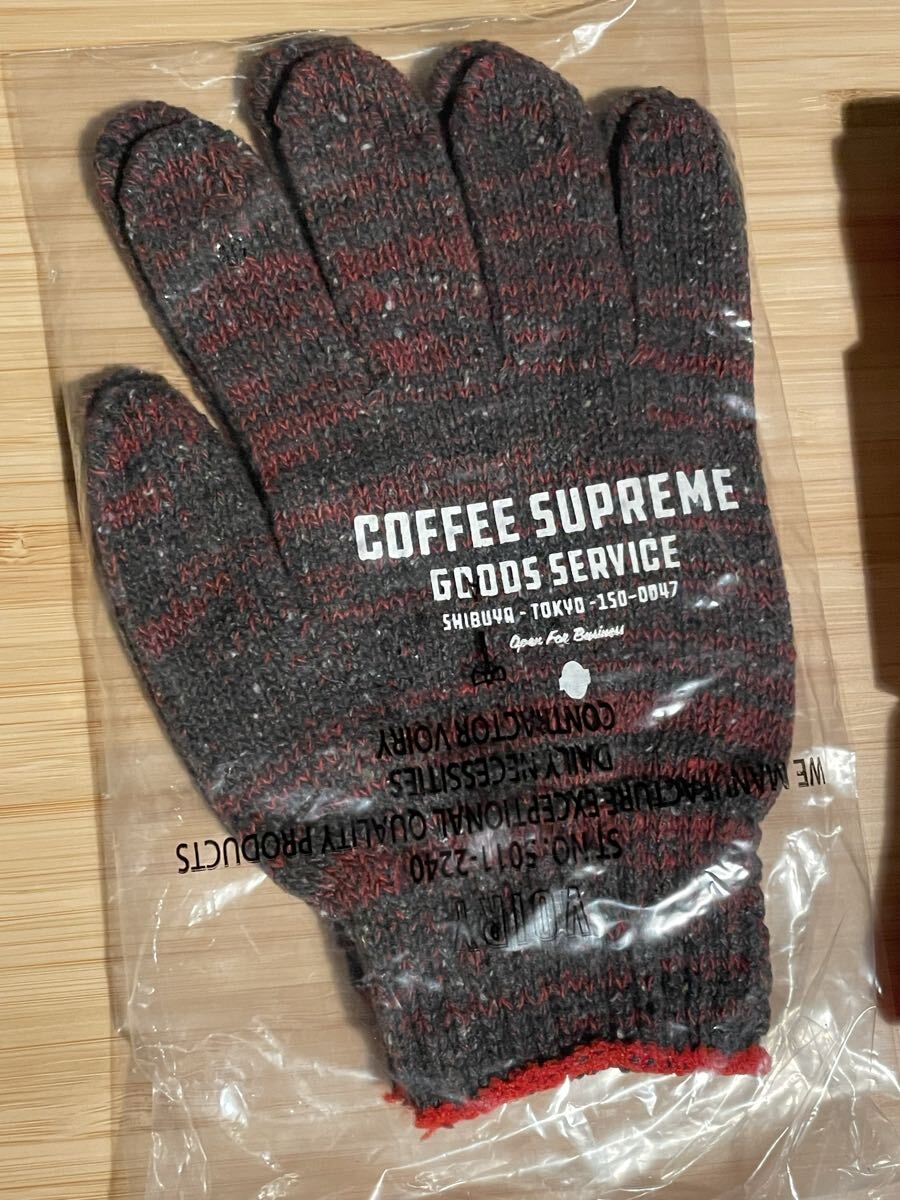 COFFEE SUPREME
GOODS SERVICE
SHIBUYA - TOKYO - 150-0047
Open For Business
VOIRY
ST-NO: 5011-2240
WE MANUFACTURE EXCEPTIONAL QUALITY PRODUCTS
DAILY NECESSITIES
CONTRACTOR VOIRY